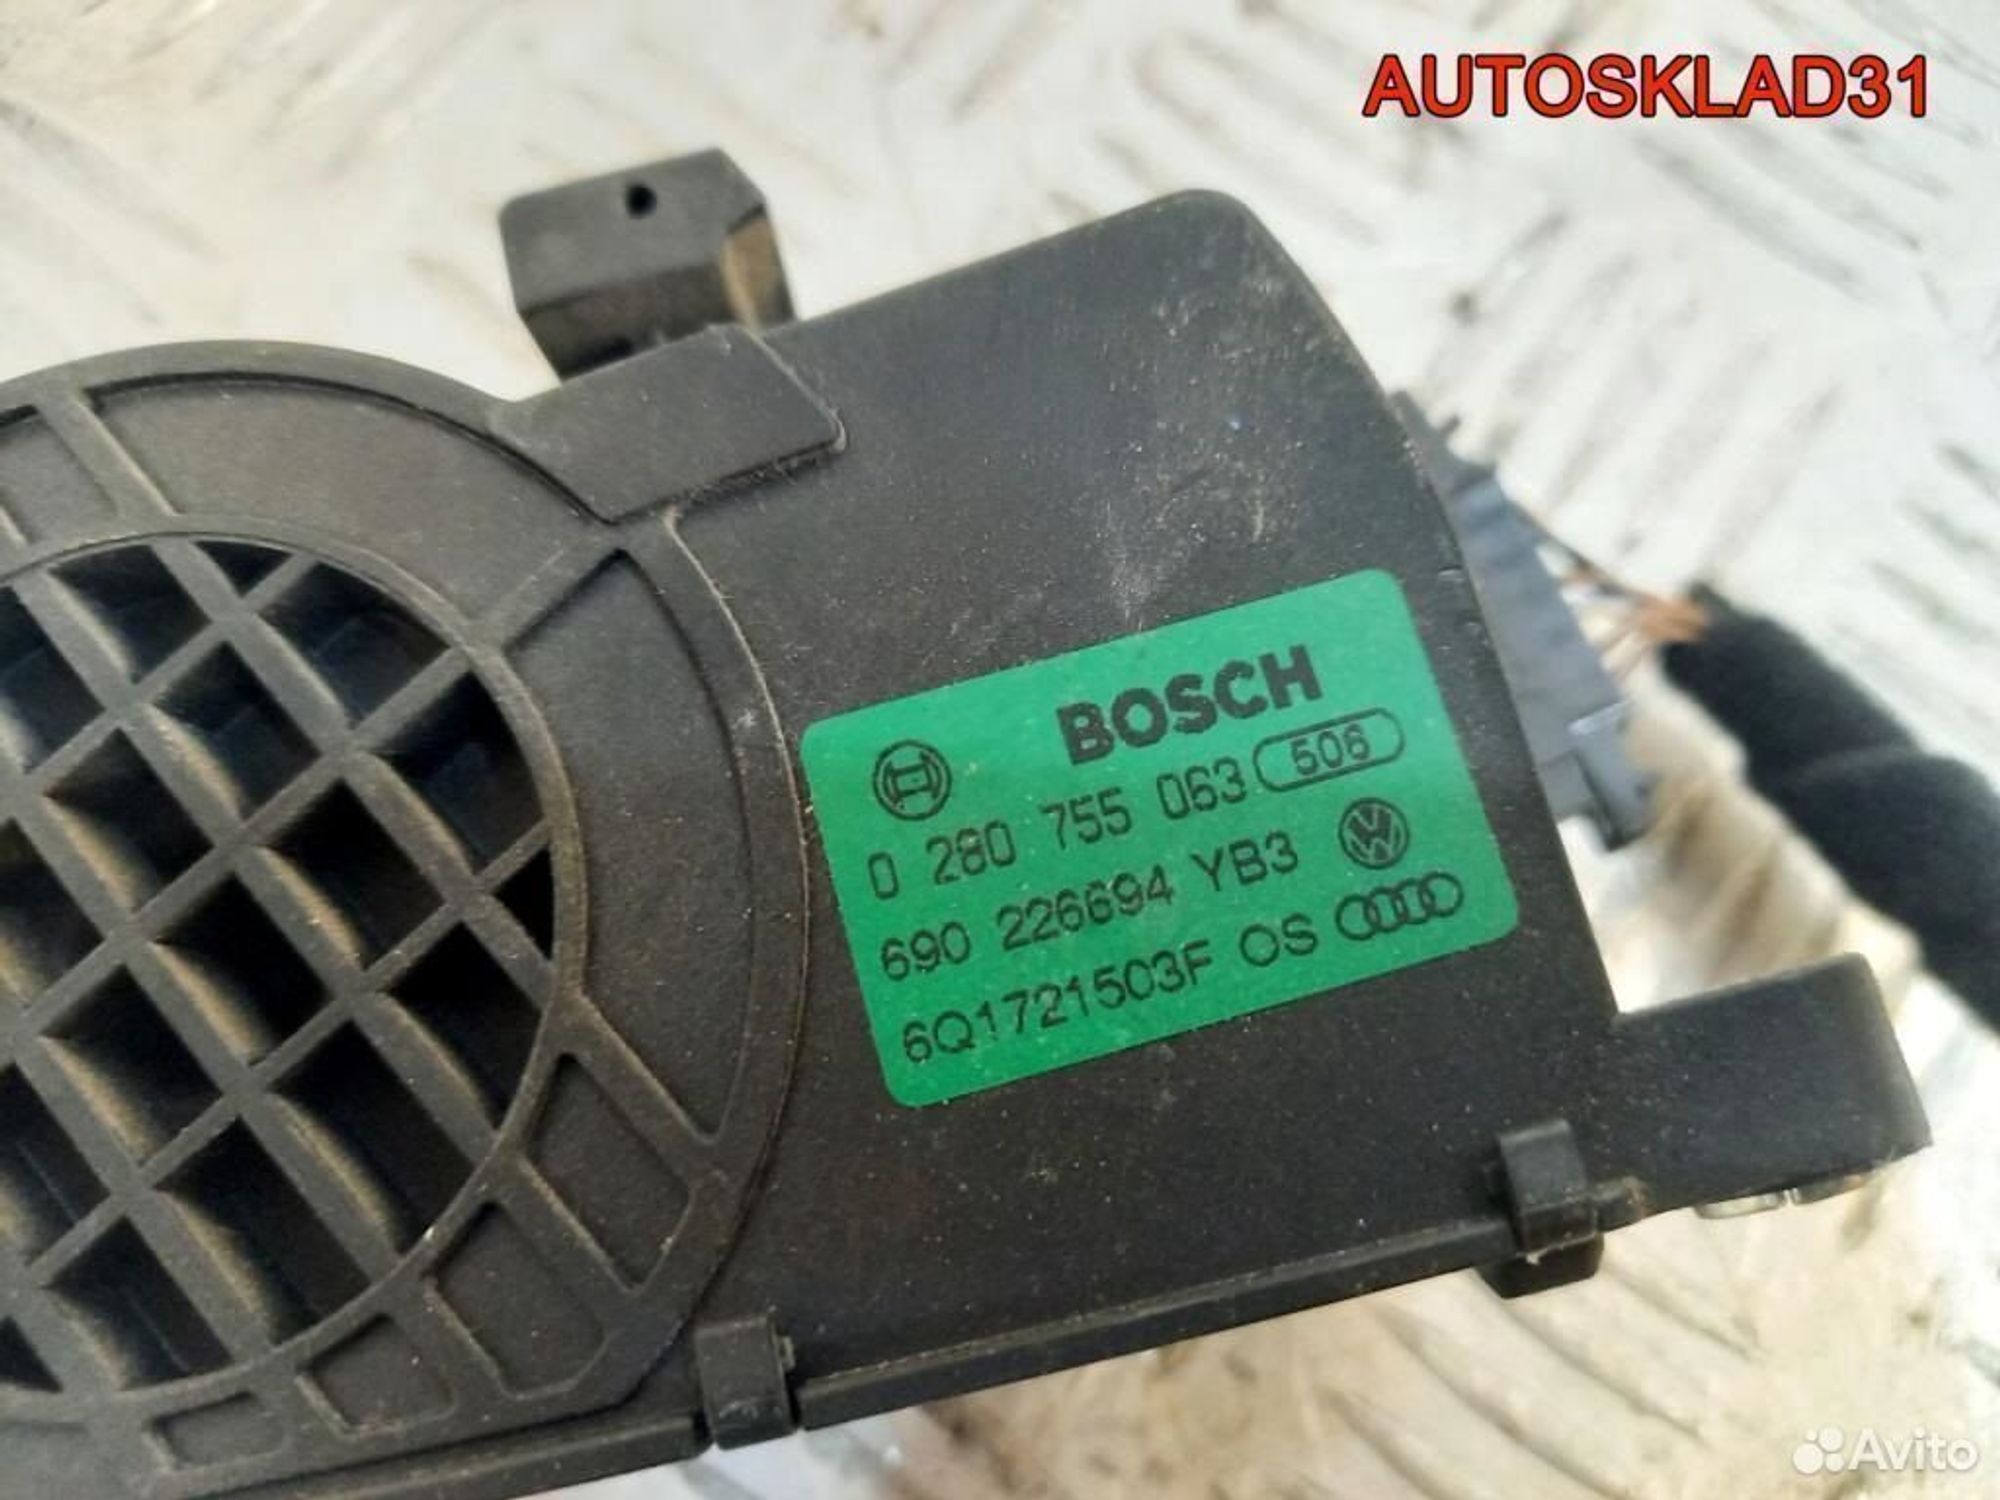 AUTOSKLAD31
BOSCH
0 280 755 063 506
690 226694 YB3
6Q1721503F OS
Avito